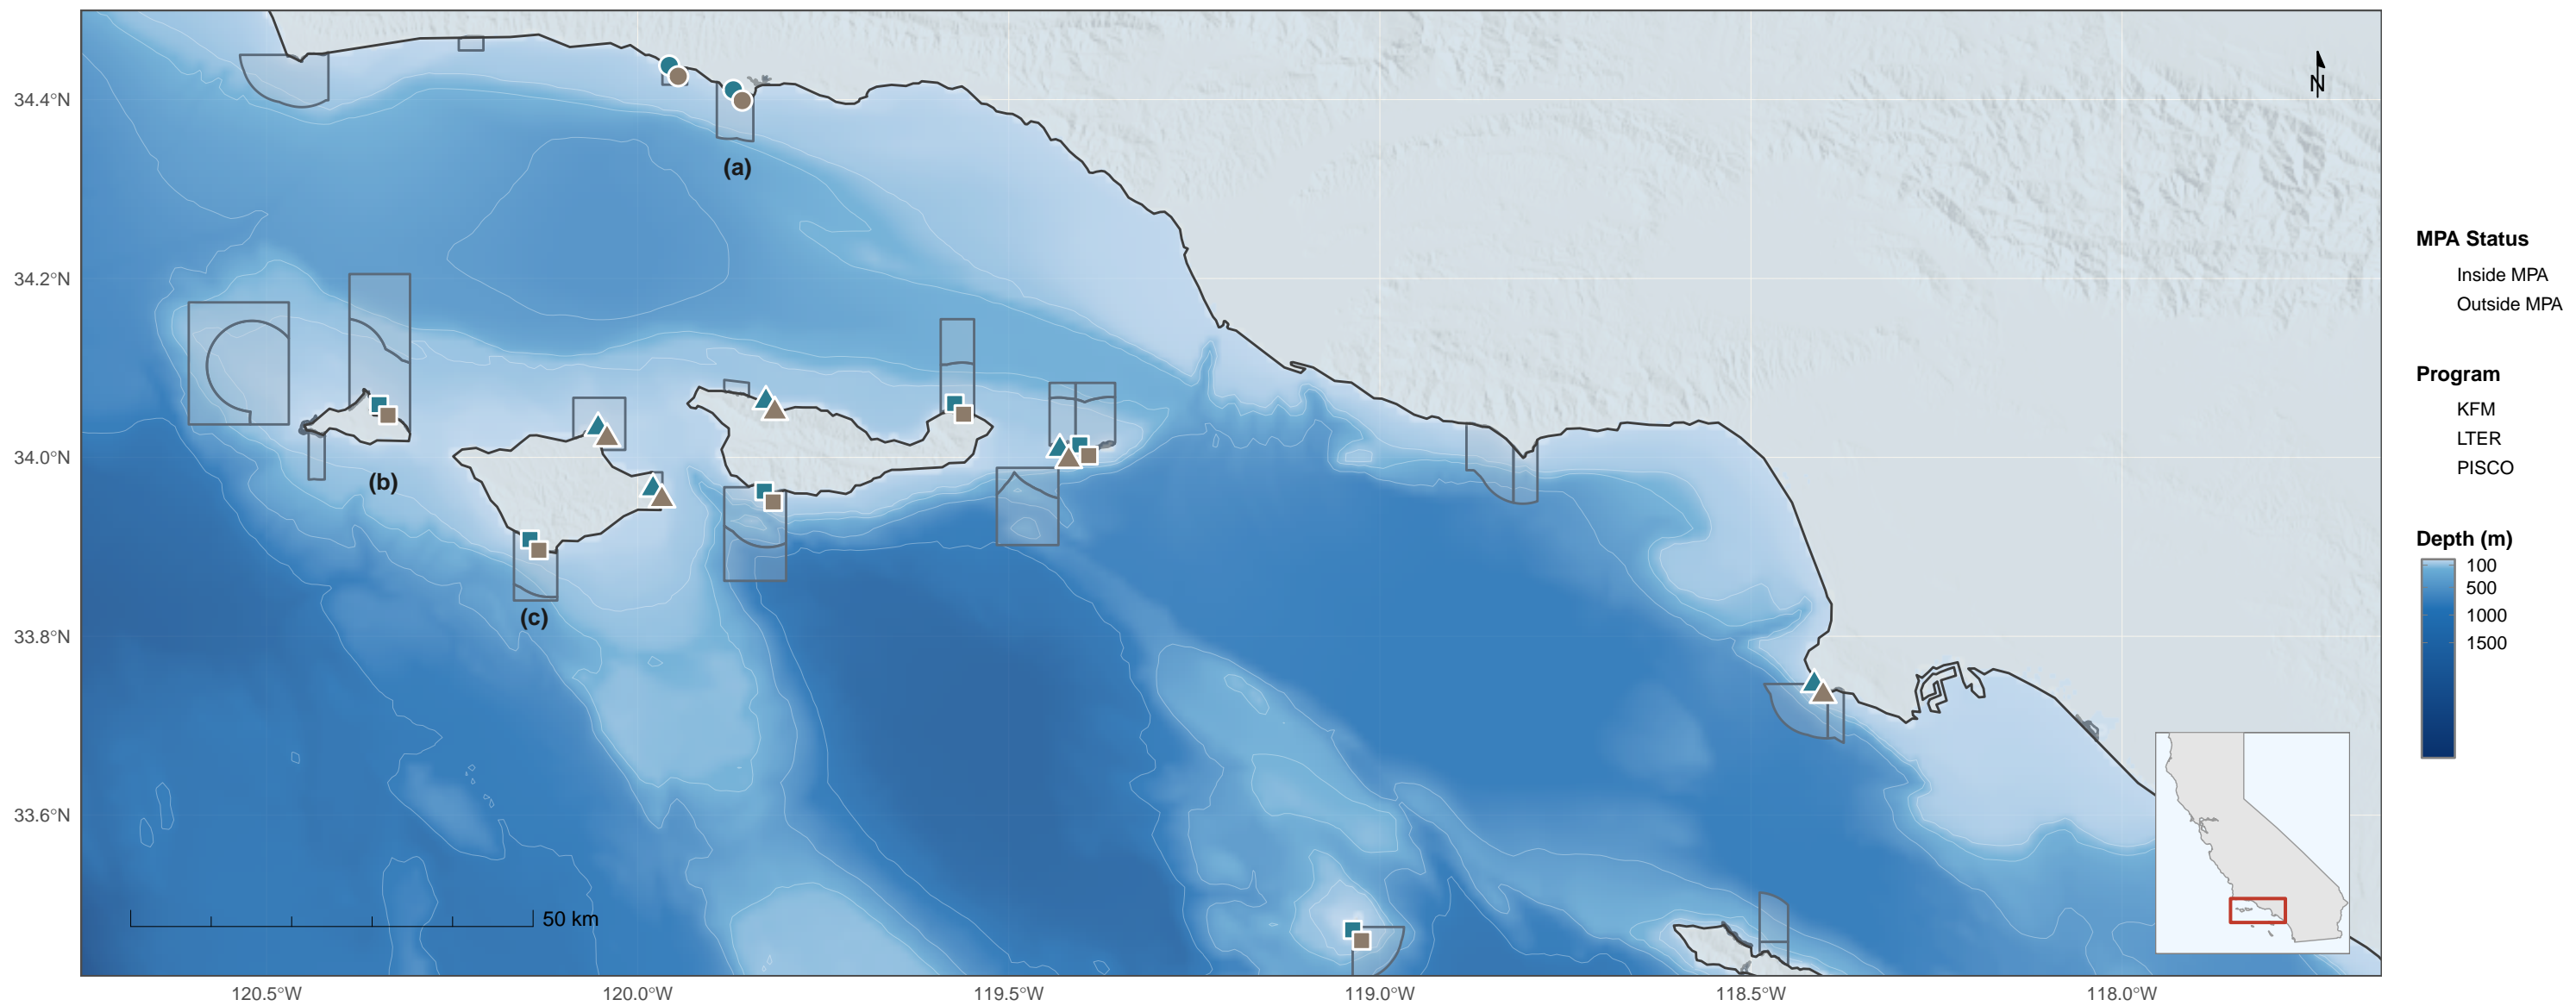 N
34.4°N
34.2°N
34.0°N
33.8°N
33.6°N
(a)
(b)
(c)
50 km
120.5°W
120.0°W
119.5°W
119.0°W
118.5°W
118.0°W
MPA Status
Inside MPA
Outside MPA
Program
KFM
LTER
PISCO
Depth (m)
100
500
1000
1500